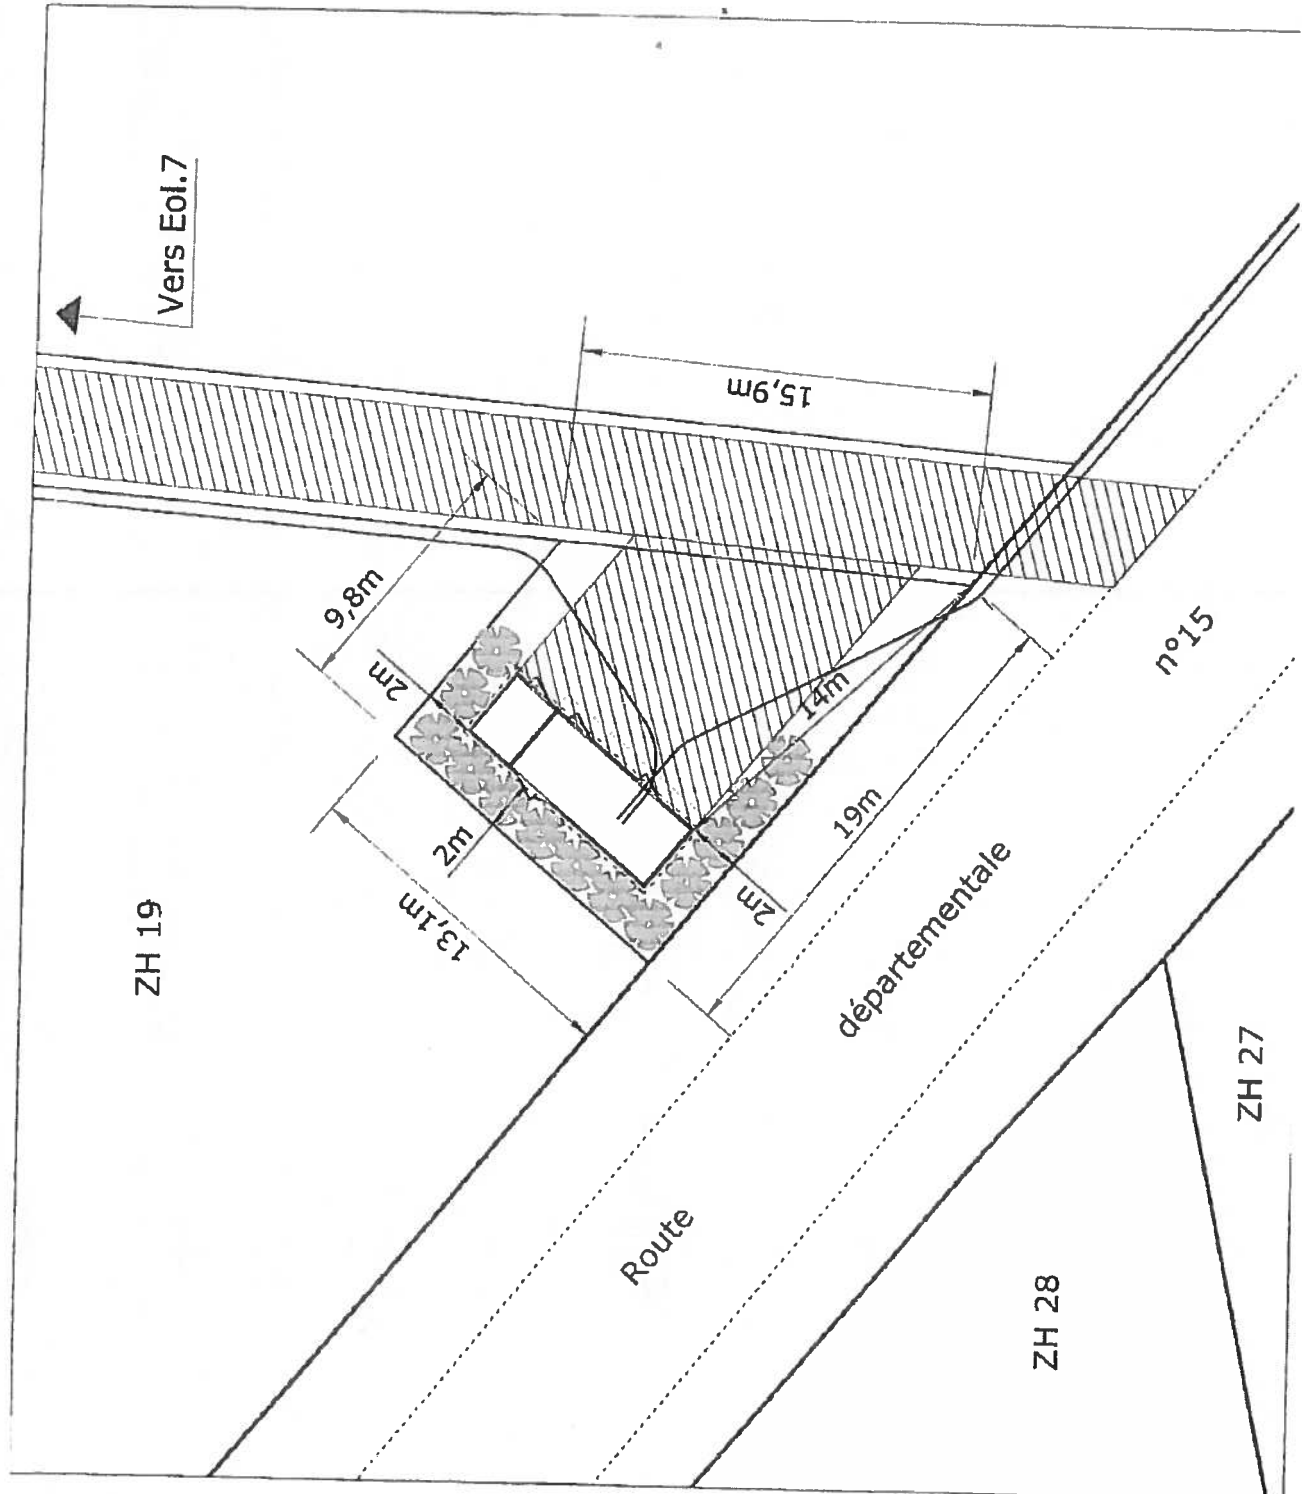 Vers Eol.7
15,9m
9,8m
2m
14m
n°15
2m
19m
13,1m
2m
ZH 19
départementale
Route
ZH 27
ZH 28